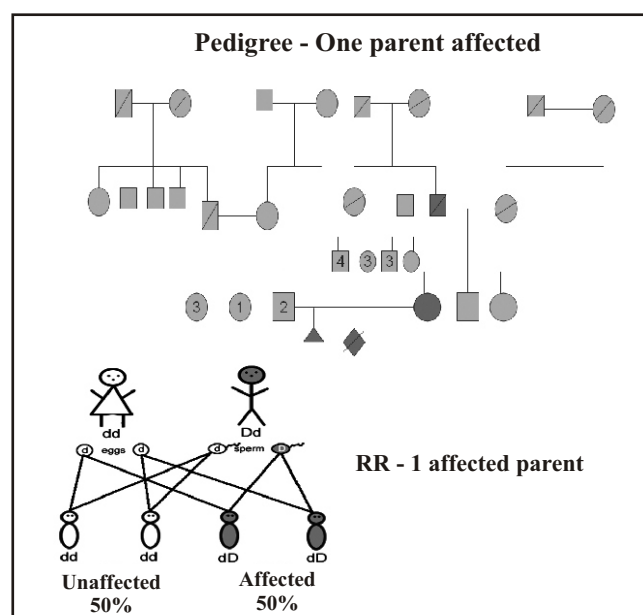 Pedigree - One parent affected
4 3 3
3 1 2
dd Dd
d d eggs d sperm
RR - 1 affected parent
dd dd dD dD
Unaffected Affected
50% 50%